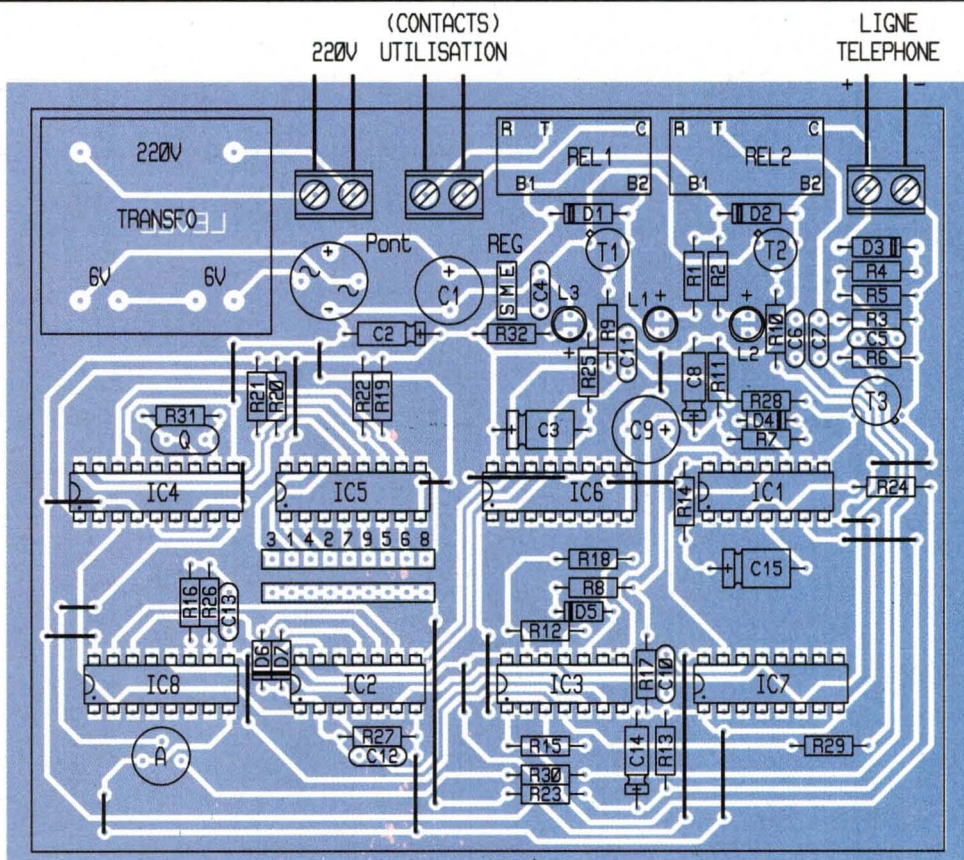 (CONTACTS)
220V UTILISATION
LIGNE
TELEPHONE
+ -
220V
TRANSFO
LEVEL
6V 6V
Pont
+
-
C1
+
REG
S M E
C4
R T C
REL1
B1 B2
R T C
REL2
B1 B2
D1
D2
T1
T2
R1
R2
D3
R4
R5
R3
C5
R6
T3
C2
R32
L3
+
R9
L1 +
+
L2
R10
C6
C7
R25
C11
C8
R11
R28
D4
R7
R21
R20
R22
R19
R31
Q
C3
C9 +
IC4
IC5
IC6
R14
IC1
R24
3 1 4 2 7 9 5 6 8
R18
R8
D5
R12
C15
R16
R26
C13
D6
D7
R17
C10
IC8
IC2
IC3
IC7
A
R27
C12
R15
R30
R23
C14
R13
R29